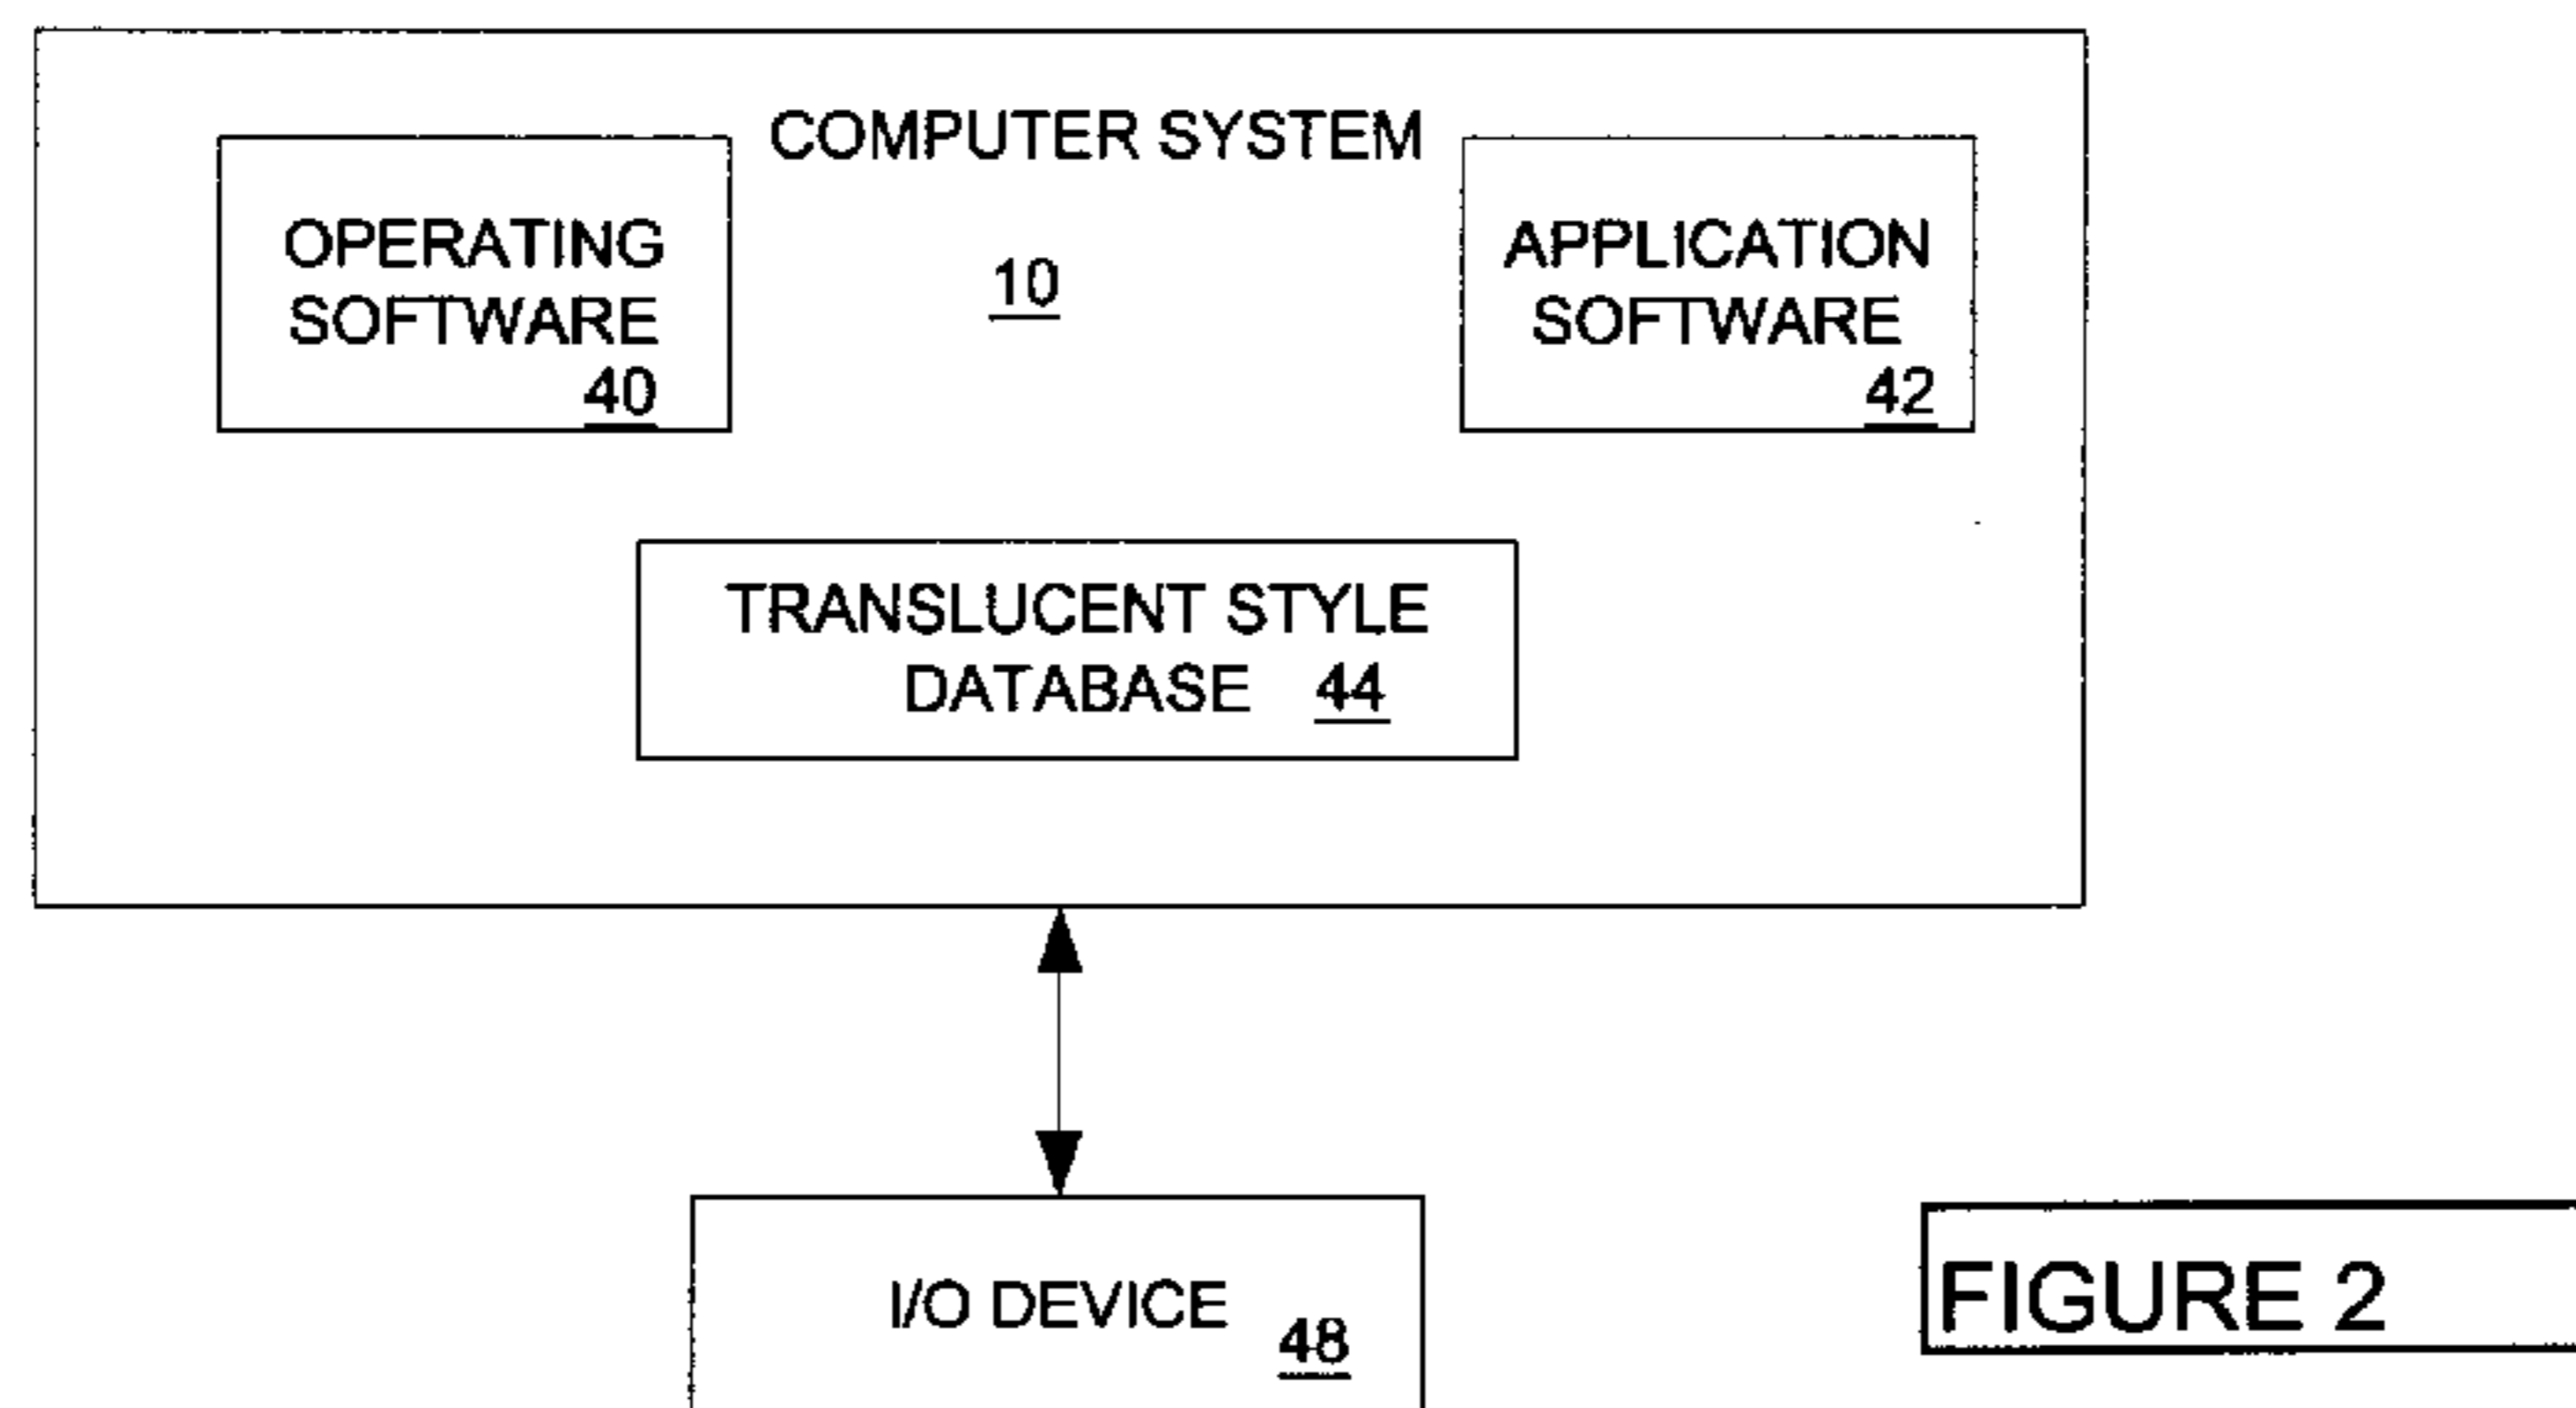 COMPUTER SYSTEM
10
OPERATING
SOFTWARE
40
APPLICATION
SOFTWARE
42
TRANSLUCENT STYLE
DATABASE 44
I/O DEVICE
48
FIGURE 2